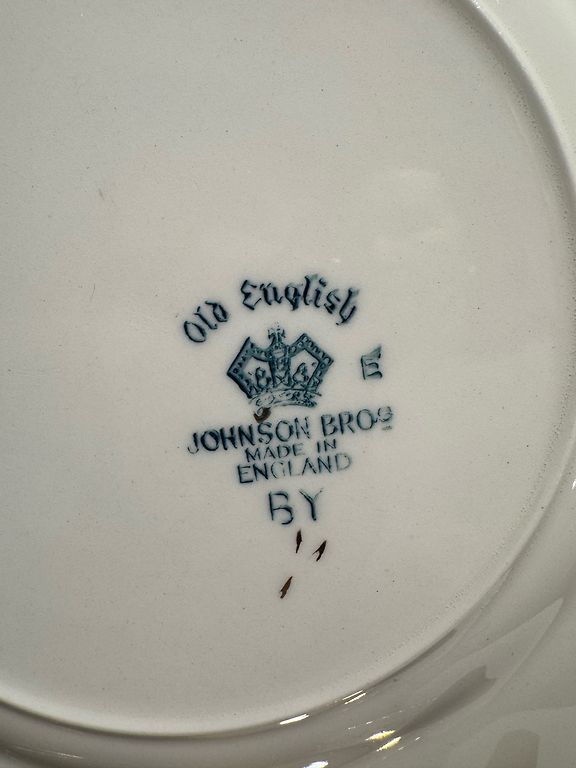 Old English
E
JOHNSON BROS
MADE IN
ENGLAND
BY